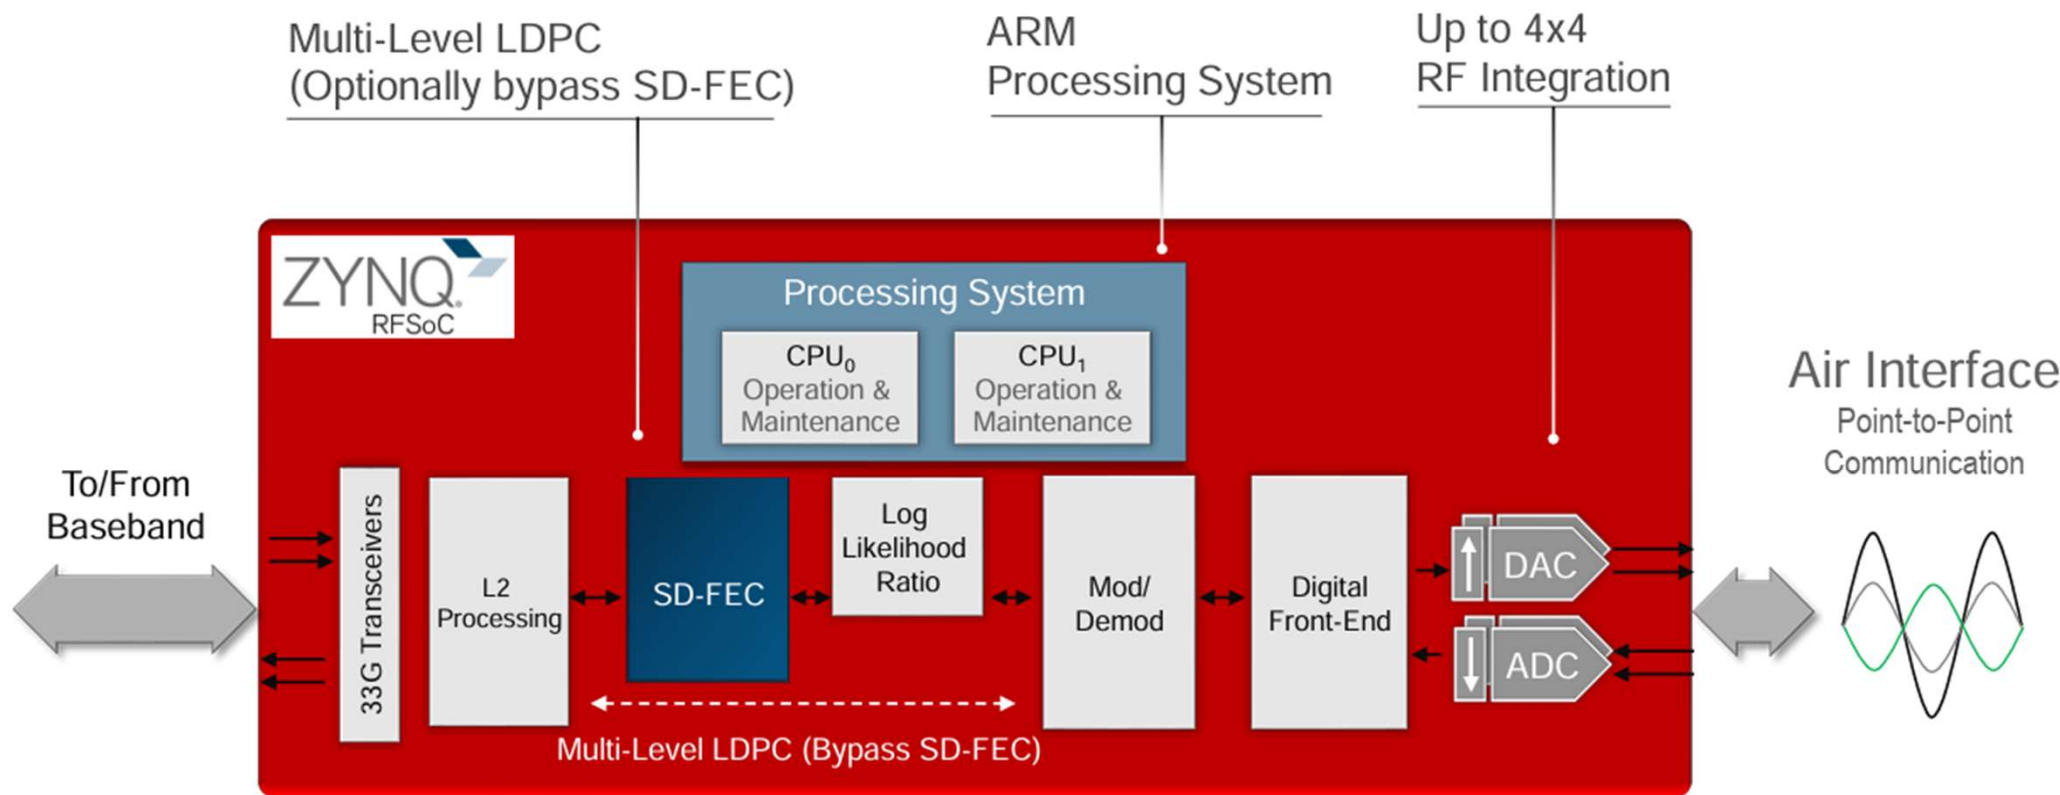 Multi-Level LDPC
(Optionally bypass SD-FEC)
ARM
Processing System
Up to 4x4
RF Integration
ZYNQ.
RFSoC
Processing System
CPU0
Operation &
Maintenance
CPU1
Operation &
Maintenance
Air Interface
Point-to-Point
Communication
To/From
Baseband
33G Transceivers
L2
Processing
SD-FEC
Log
Likelihood
Ratio
Mod/
Demod
Digital
Front-End
DAC
ADC
Multi-Level LDPC (Bypass SD-FEC)